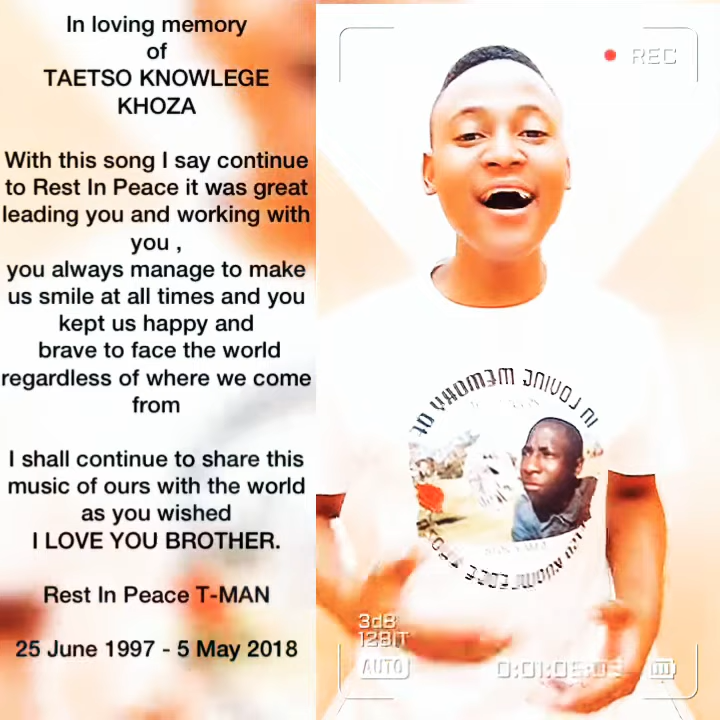 In loving memory
of
TAETSO KNOWLEGE
KHOZA
With this song I say continue
to Rest In Peace it was great
leading you and working with
you ,
you always manage to make
us smile at all times and you
kept us happy and
brave to face the world
regardless of where we come
from
I shall continue to share this
music of ours with the world
as you wished
I LOVE YOU BROTHER.
Rest In Peace T-MAN
25 June 1997 - 5 May 2018
REC
IN LOVING MEMORY OF
3dB
128IT
AUTO